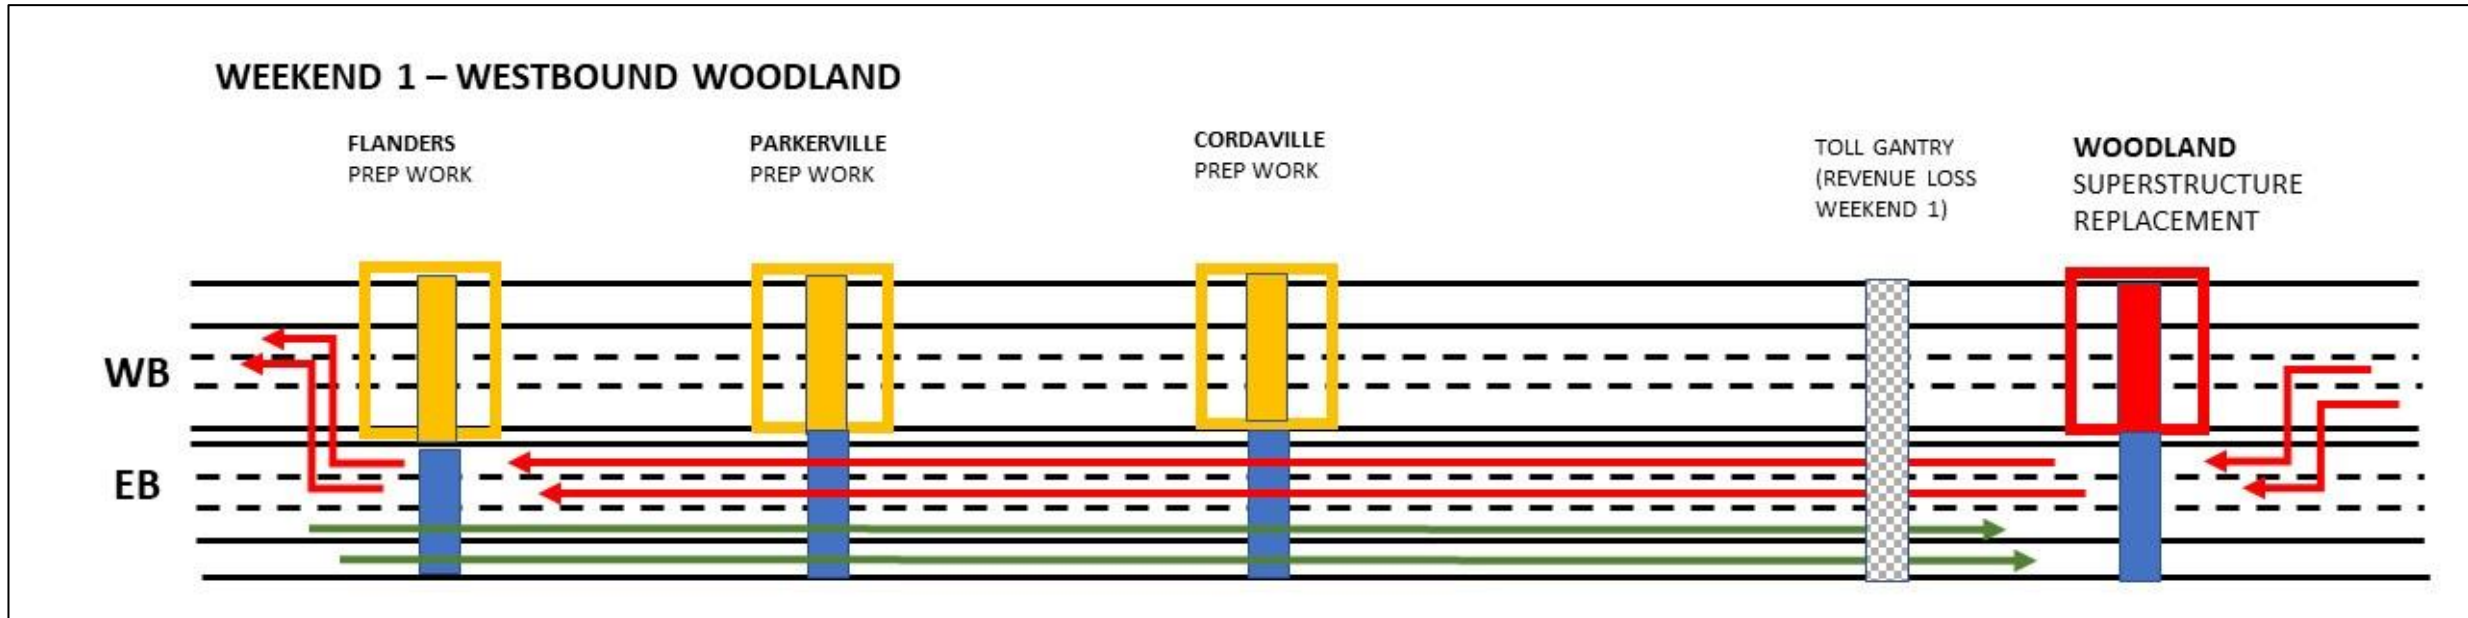 WEEKEND 1 – WESTBOUND WOODLAND
FLANDERS
PREP WORK
PARKERVILLE
PREP WORK
CORDAVILLE
PREP WORK
TOLL GANTRY
(REVENUE LOSS
WEEKEND 1)
WOODLAND
SUPERSTRUCTURE
REPLACEMENT
WB
EB